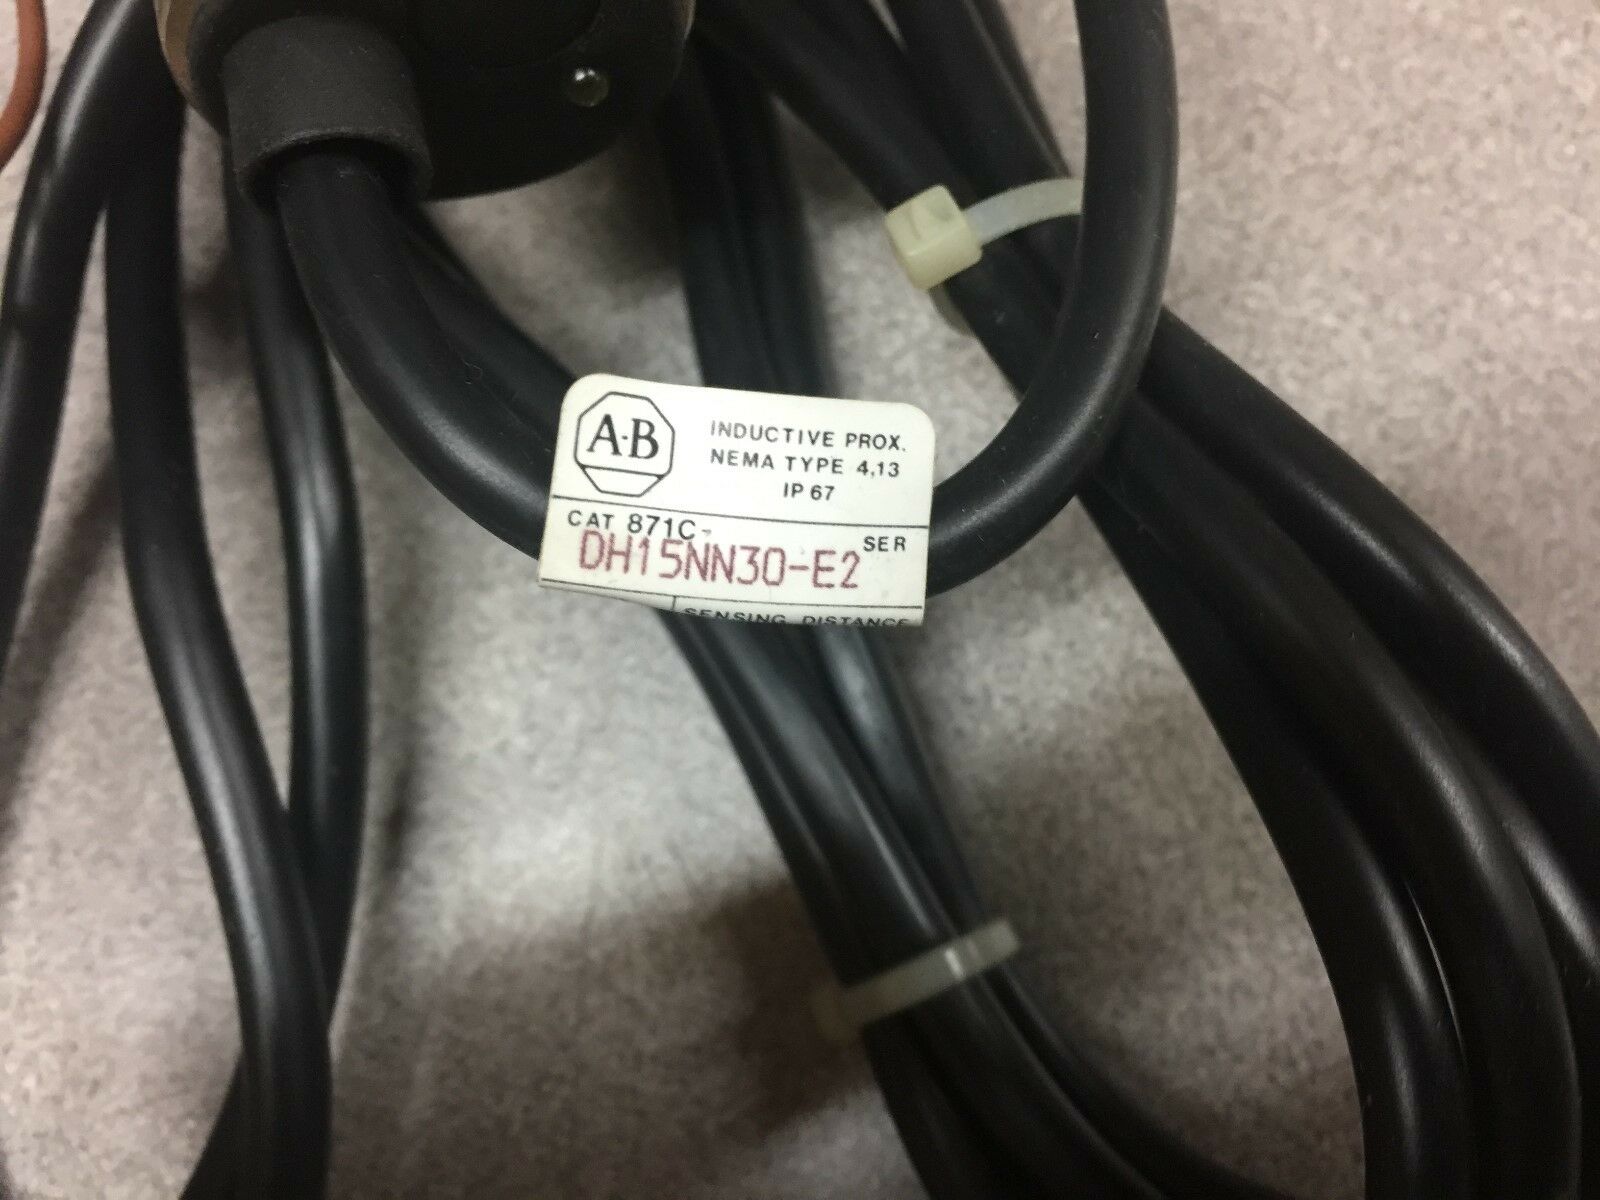 A-B
INDUCTIVE PROX.
NEMA TYPE 4,13
IP 67
CAT 871C-
SER
DH15NN30-E2
SENSING DISTANCE